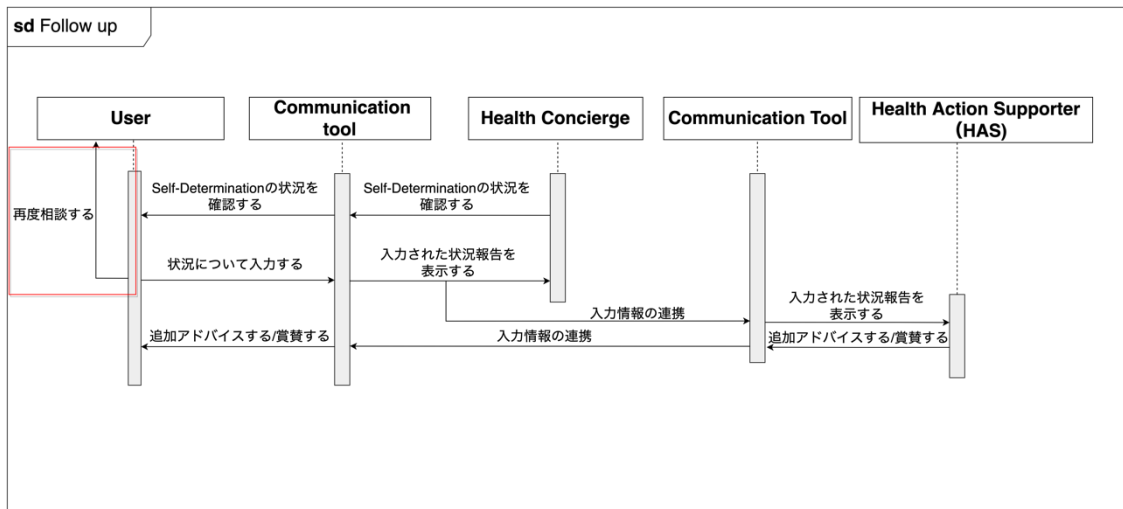 sd Follow up
User
Communication
tool
Health Concierge
Communication Tool
Health Action Supporter
(HAS)
Self-Determinationの状況を
確認する
Self-Determinationの状況を
確認する
再度相談する
状況について入力する
入力された状況報告を
表示する
入力情報の連携
入力された状況報告を
表示する
追加アドバイスする/賞賛する
入力情報の連携
追加アドバイスする/賞賛する